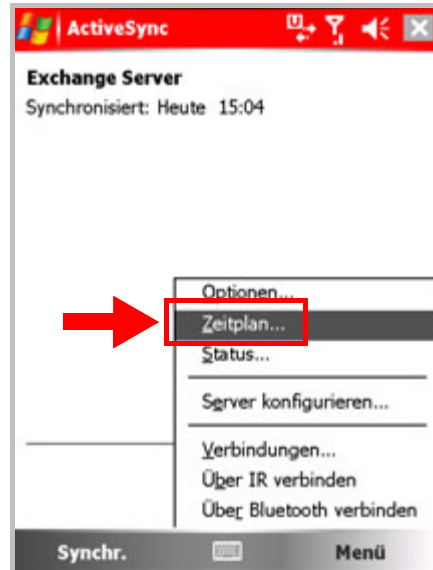 ActiveSync
Exchange Server
Synchronisiert: Heute 15:04
Optionen...
Zeitplan...
Status...
Server konfigurieren...
Verbindungen...
Über IR verbinden
Über Bluetooth verbinden
Synchr. Menü